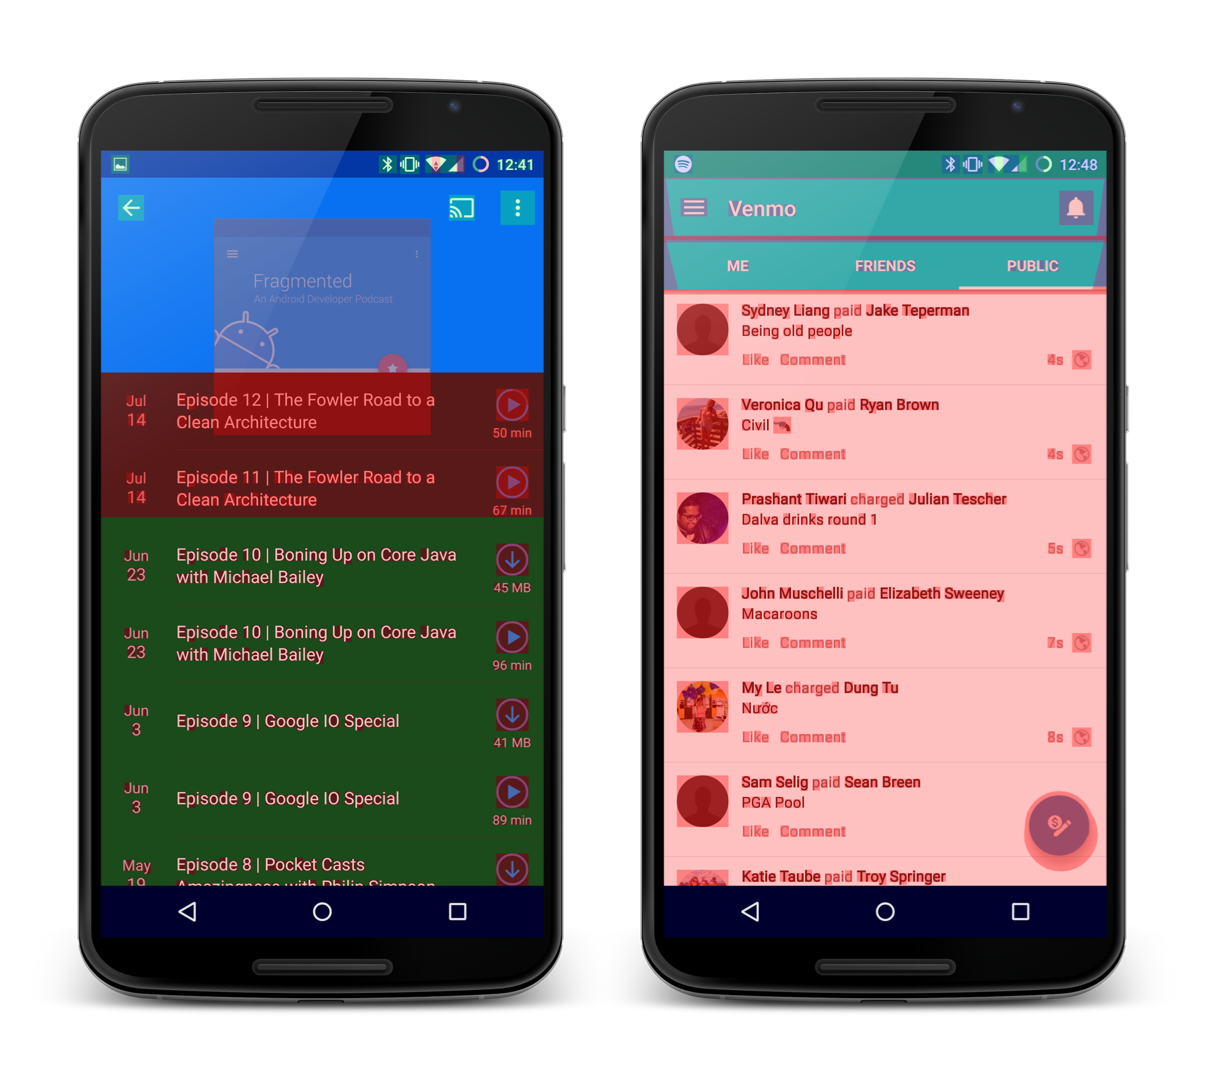 12:41
Fragmented
An Android Developer Podcast
Jul
14
Episode 12 | The Fowler Road to a
Clean Architecture
50 min
Jul
14
Episode 11 | The Fowler Road to a
Clean Architecture
67 min
Jun
23
Episode 10 | Boning Up on Core Java
with Michael Bailey
45 MB
Jun
23
Episode 10 | Boning Up on Core Java
with Michael Bailey
96 min
Jun
3
Episode 9 | Google IO Special
41 MB
Jun
3
Episode 9 | Google IO Special
89 min
May
19
Episode 8 | Pocket Casts
Amazingness with Philip Simpson
12:48
Venmo
ME FRIENDS PUBLIC
Sydney Liang paid Jake Teperman
Being old people
Like Comment 4s
Veronica Qu paid Ryan Brown
Civil 🔫
Like Comment 4s
Prashant Tiwari charged Julian Tescher
Dalva drinks round 1
Like Comment 5s
John Muschelli paid Elizabeth Sweeney
Macaroons
Like Comment 7s
My Le charged Dung Tu
Nước
Like Comment 8s
Sam Selig paid Sean Breen
PGA Pool
Like Comment
Katie Taube paid Troy Springer